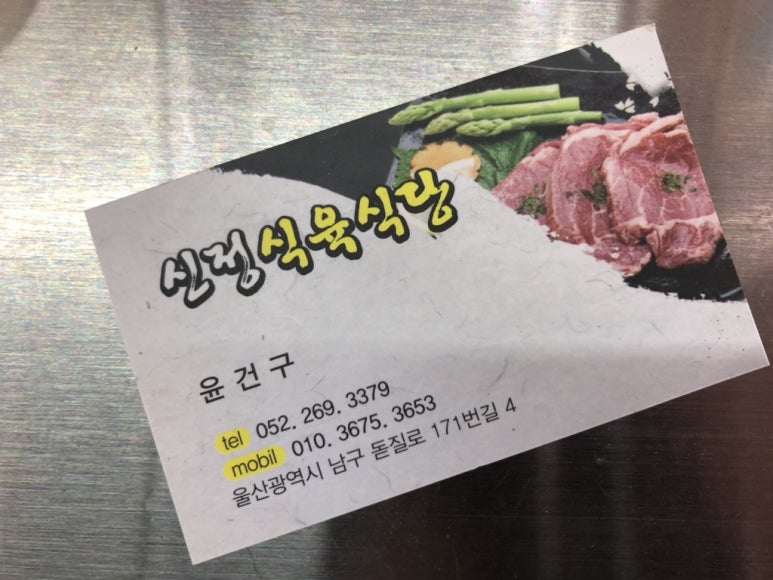 신정식육식당
윤건구
tel 052. 269. 3379
mobil 010. 3675. 3653
울산광역시 남구 돋질로 171번길 4